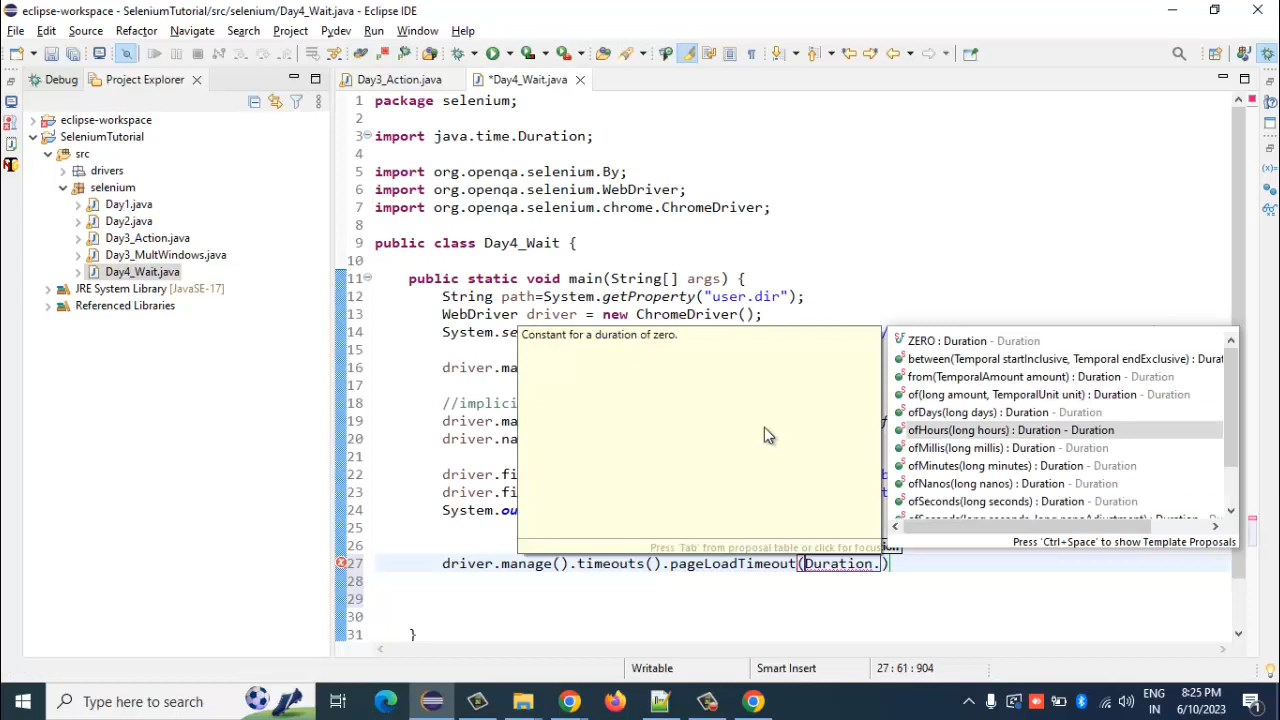 eclipse-workspace - SeleniumTutorial/src/selenium/Day4_Wait.java - Eclipse IDE
File Edit Source Refactor Navigate Search Project Pydev Run Window Help
Debug Project Explorer
Day3_Action.java *Day4_Wait.java
eclipse-workspace
SeleniumTutorial
src
drivers
selenium
Day1.java
Day2.java
Day3_Action.java
Day3_MultWindows.java
Day4_Wait.java
JRE System Library [JavaSE-17]
Referenced Libraries
1 package selenium;
2
3 import java.time.Duration;
4
5 import org.openqa.selenium.By;
6 import org.openqa.selenium.WebDriver;
7 import org.openqa.selenium.chrome.ChromeDriver;
8
9 public class Day4_Wait {
10
11 public static void main(String[] args) {
12 String path=System.getProperty("user.dir");
13 WebDriver driver = new ChromeDriver();
14 System.se
16 driver.ma
17
18 //implici
19 driver.ma
20 driver.na
21
22 driver.fi
23 driver.fi
24 System.ou
25
26
27 driver.manage().timeouts().pageLoadTimeout(Duration.)
28
29
30
31 }
Constant for a duration of zero.
Press 'Tab' from proposal table or click for focus
ZERO : Duration - Duration
between(Temporal startInclusive, Temporal endExclusive) : Durat
from(TemporalAmount amount) : Duration - Duration
of(long amount, TemporalUnit unit) : Duration - Duration
ofDays(long days) : Duration - Duration
ofHours(long hours) : Duration - Duration
ofMillis(long millis) : Duration - Duration
ofMinutes(long minutes) : Duration - Duration
ofNanos(long nanos) : Duration - Duration
ofSeconds(long seconds) : Duration - Duration
Press 'Ctrl+Space' to show Template Proposals
Writable Smart Insert 27 : 61 : 904
Type here to search
ENG
IN
8:25 PM
6/10/2023